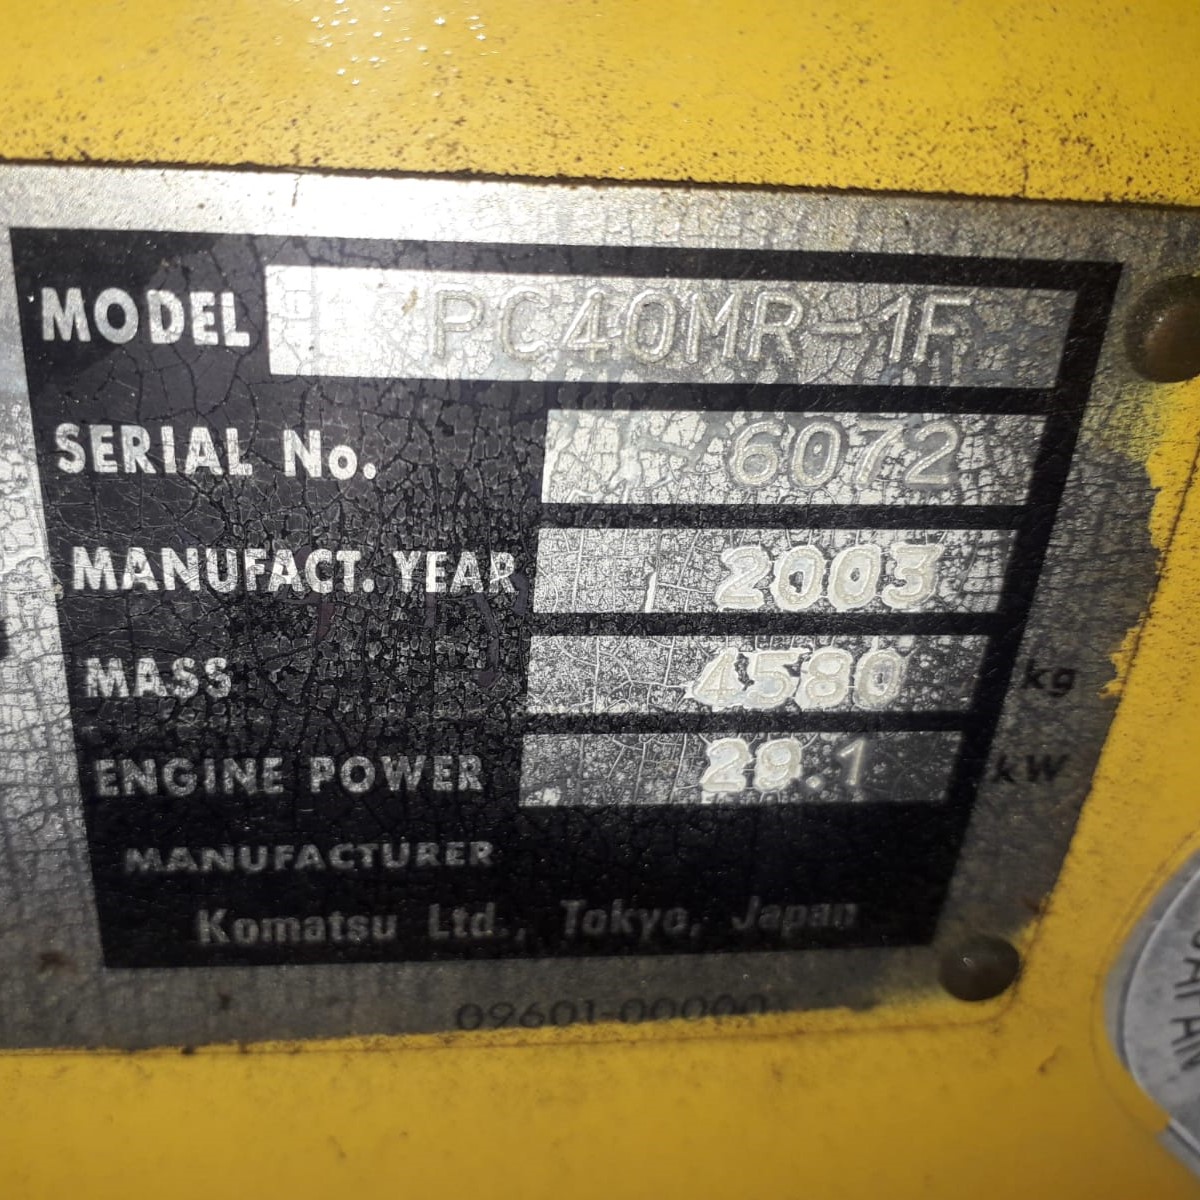 MODEL PC40MR-1F
SERIAL No. 6072
MANUFACT. YEAR 2003
MASS 4580 kg
ENGINE POWER 29.1 kW
MANUFACTURER
Komatsu Ltd., Tokyo, Japan
09601-00000